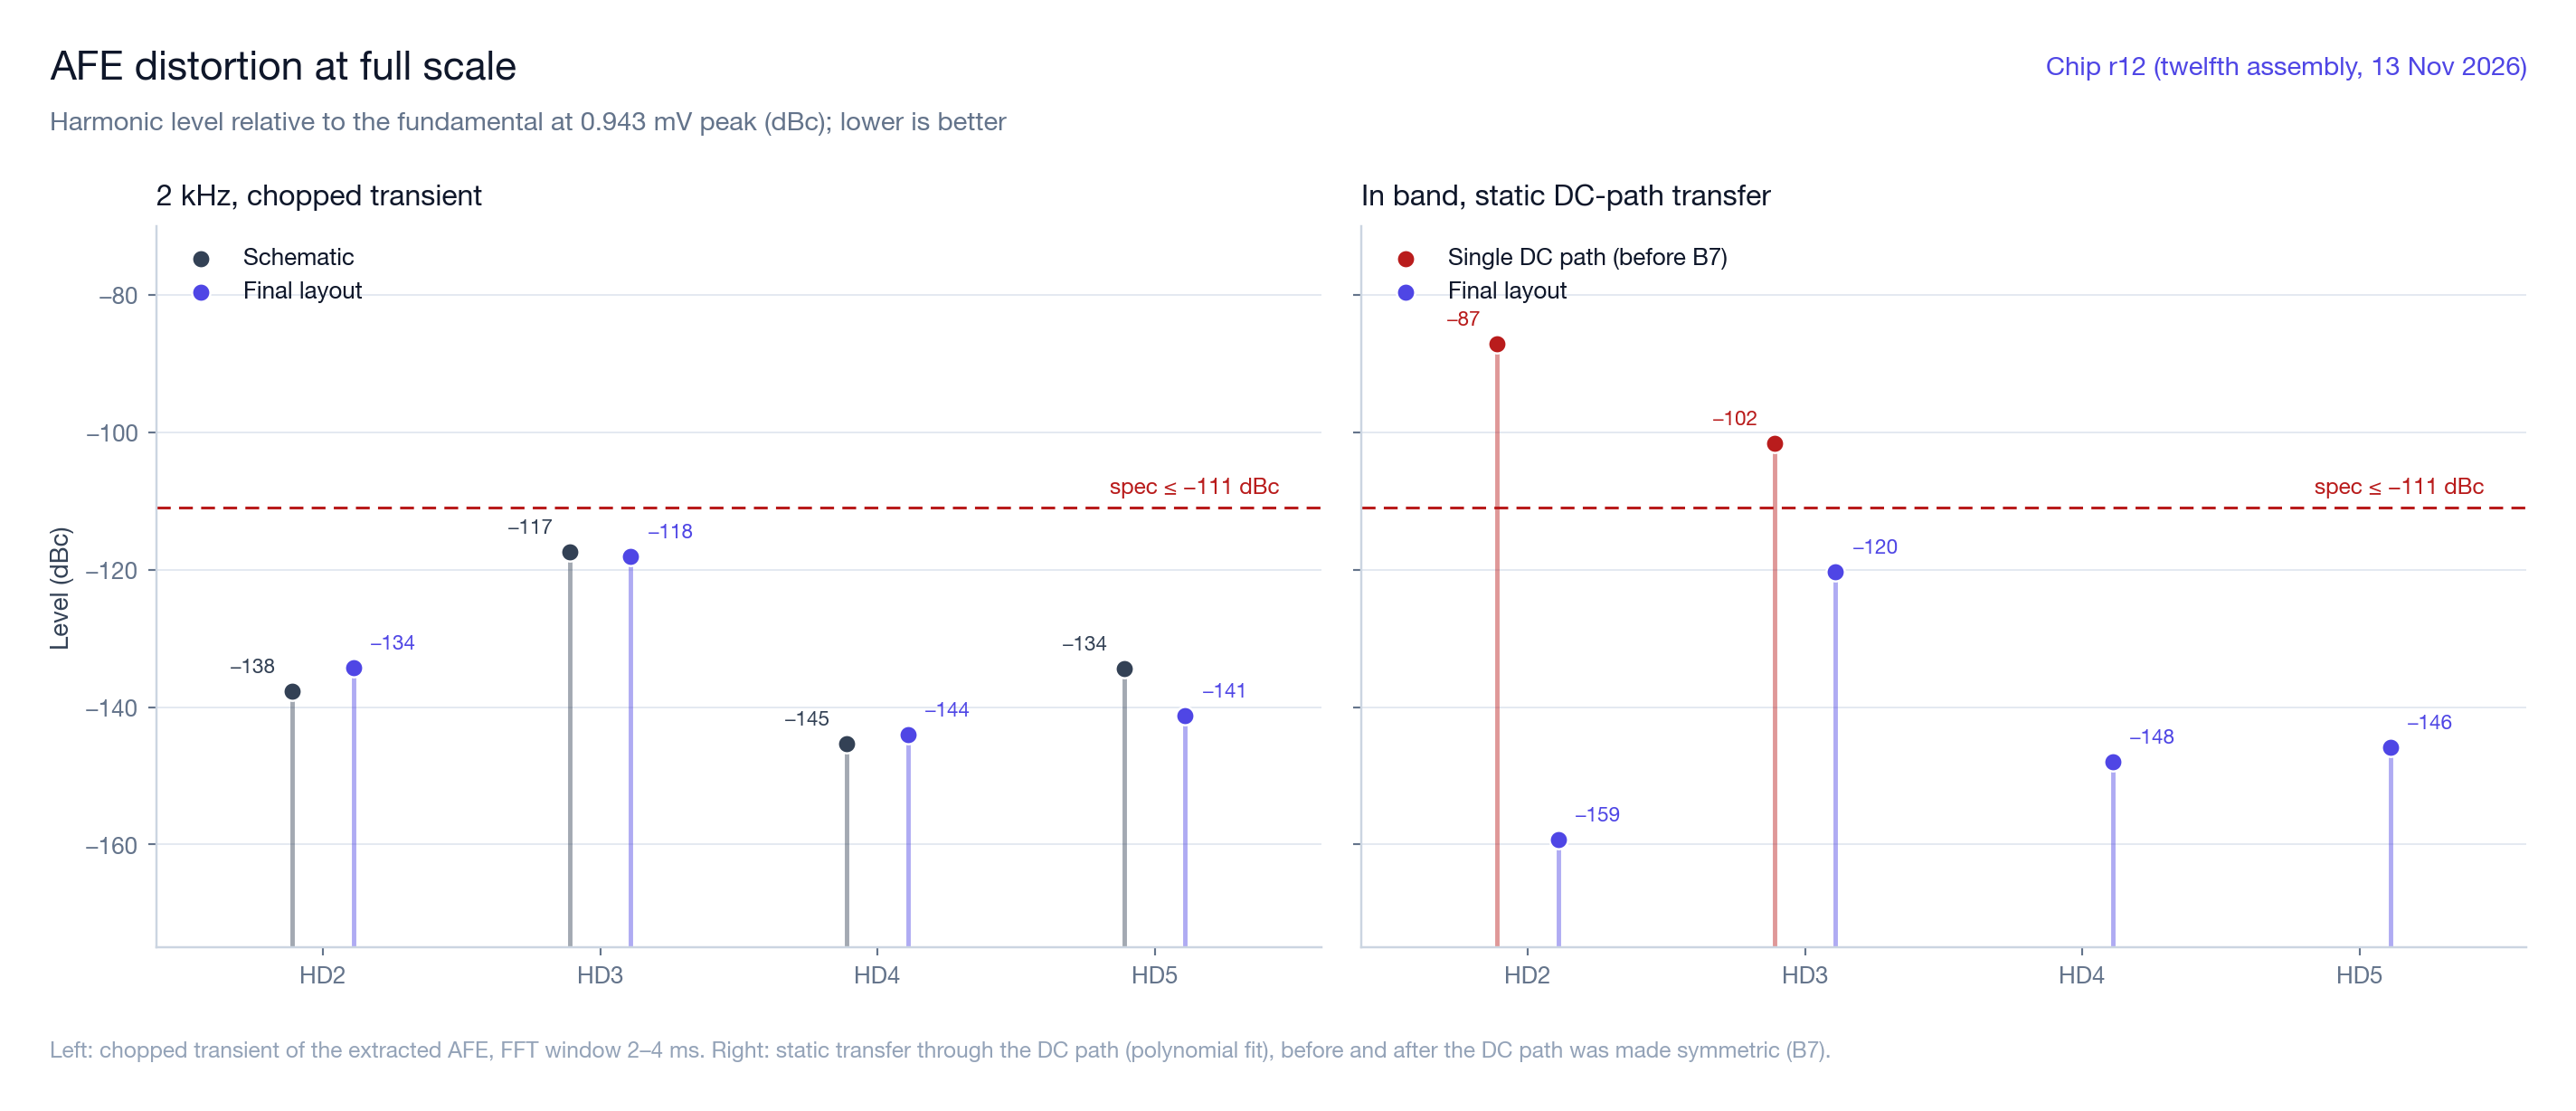 AFE distortion at full scale
Chip r12 (twelfth assembly, 13 Nov 2026)
Harmonic level relative to the fundamental at 0.943 mV peak (dBc); lower is better
2 kHz, chopped transient
Schematic
Final layout
−80
−100
−120
−140
−160
Level (dBc)
spec ≤ −111 dBc
−138
−134
−117
−118
−145
−144
−134
−141
HD2
HD3
HD4
HD5
In band, static DC-path transfer
Single DC path (before B7)
Final layout
−87
−102
spec ≤ −111 dBc
−120
−159
−148
−146
HD2
HD3
HD4
HD5
Left: chopped transient of the extracted AFE, FFT window 2–4 ms. Right: static transfer through the DC path (polynomial fit), before and after the DC path was made symmetric (B7).